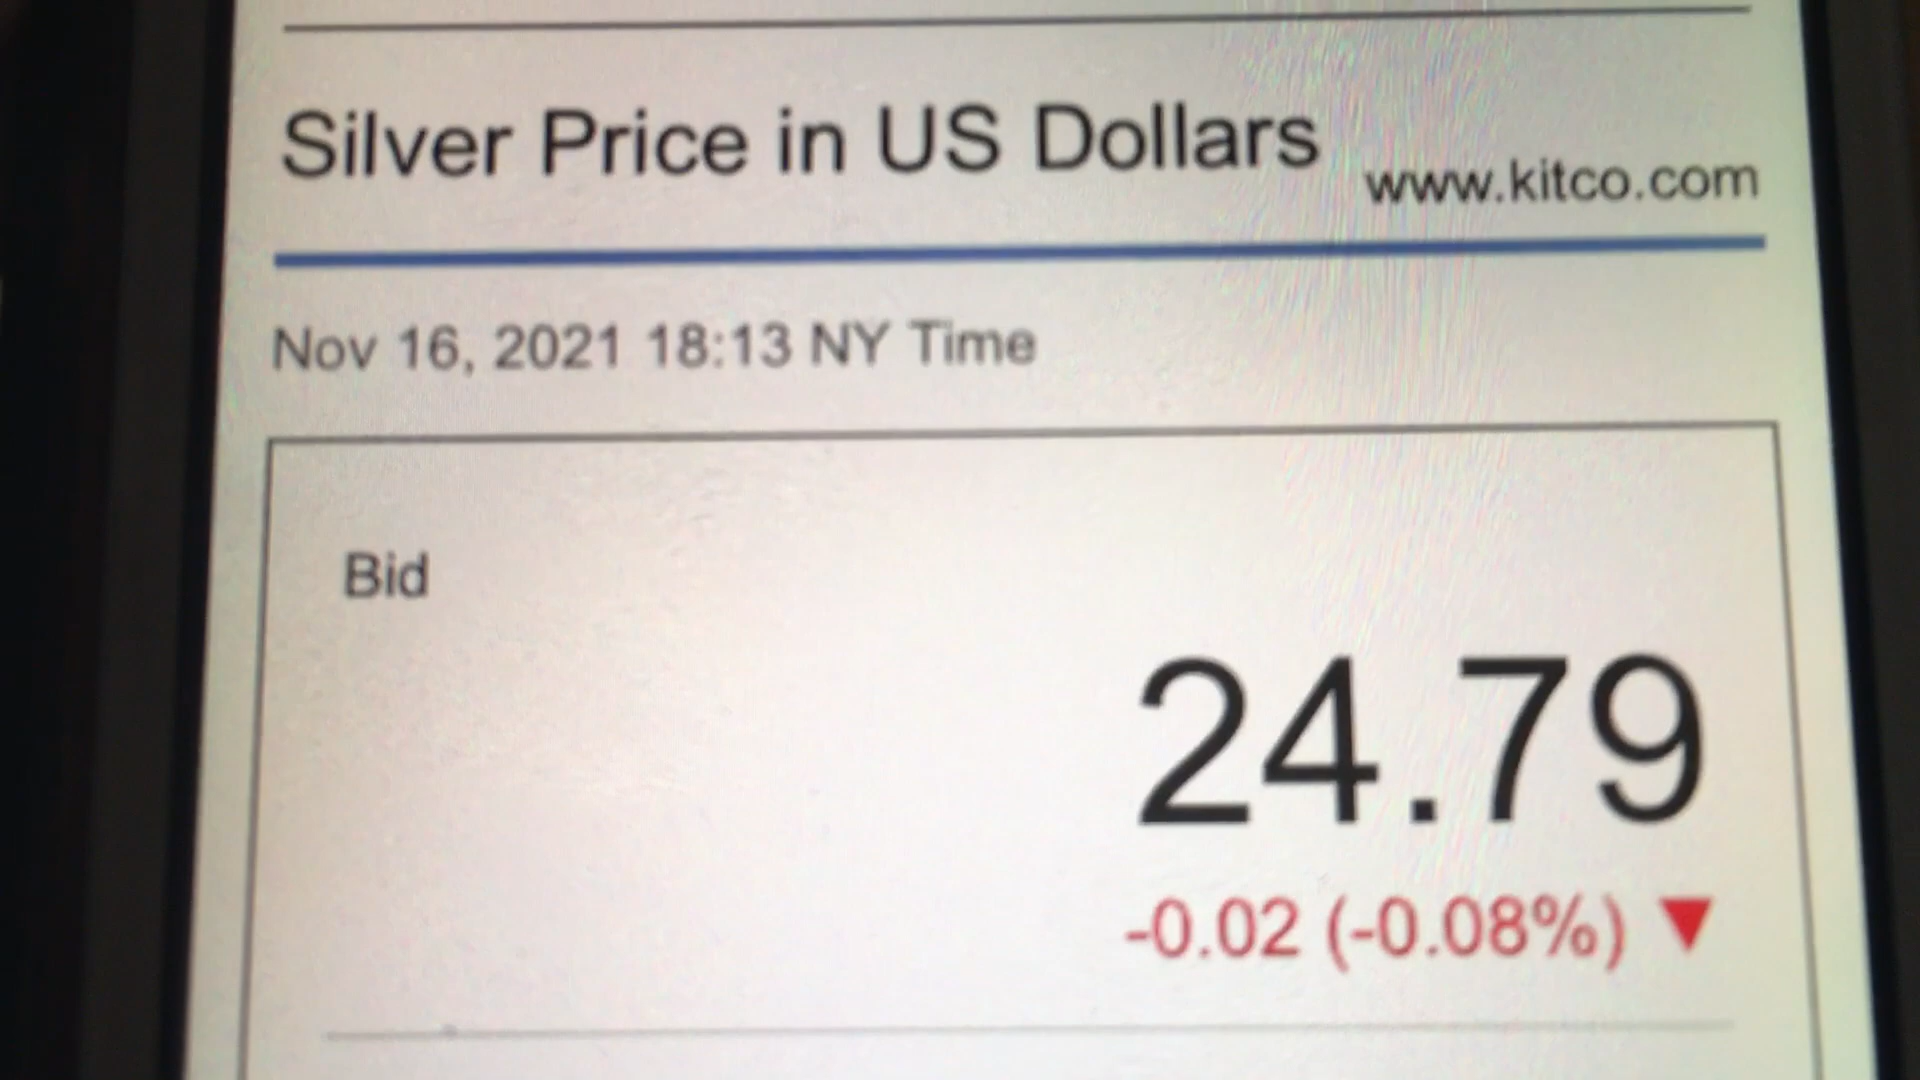 Silver Price in US Dollars www.kitco.com
Nov 16, 2021 18:13 NY Time
Bid
24.79
-0.02 (-0.08%) ▼